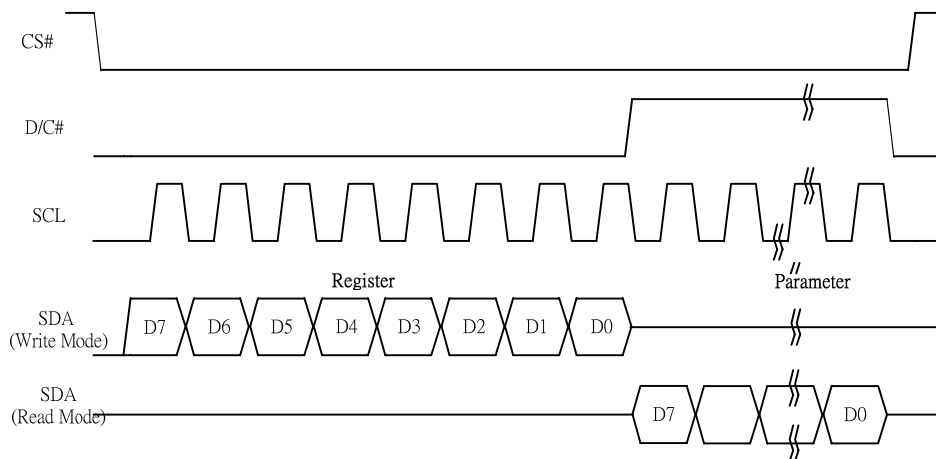 CS#
D/C#
SCL
Register Parameter
SDA
(Write Mode)
D7 D6 D5 D4 D3 D2 D1 D0
SDA
(Read Mode)
D7 D0